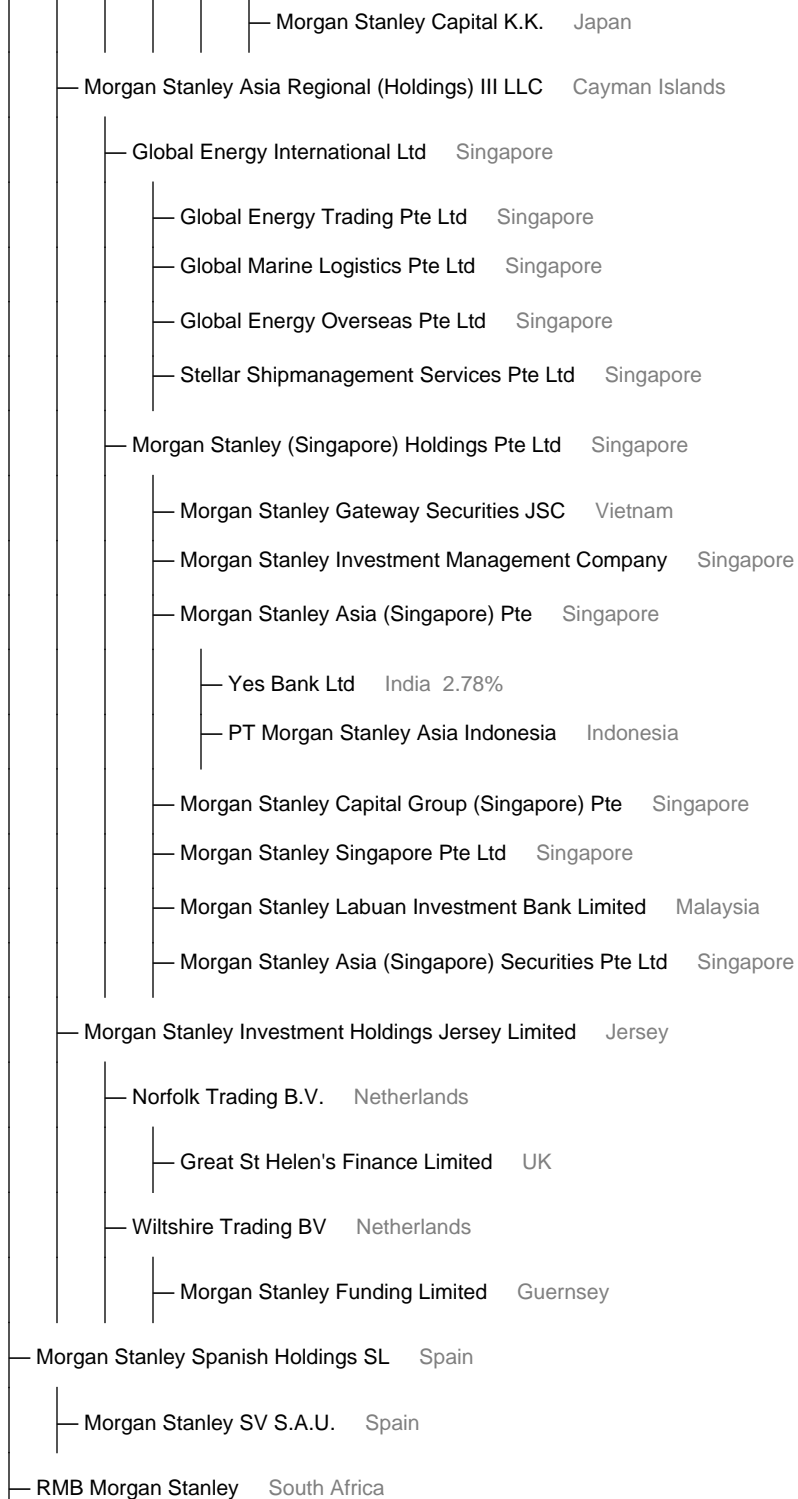 Morgan Stanley Capital K.K. Japan
Morgan Stanley Asia Regional (Holdings) III LLC Cayman Islands
Global Energy International Ltd Singapore
Global Energy Trading Pte Ltd Singapore
Global Marine Logistics Pte Ltd Singapore
Global Energy Overseas Pte Ltd Singapore
Stellar Shipmanagement Services Pte Ltd Singapore
Morgan Stanley (Singapore) Holdings Pte Ltd Singapore
Morgan Stanley Gateway Securities JSC Vietnam
Morgan Stanley Investment Management Company Singapore
Morgan Stanley Asia (Singapore) Pte Singapore
Yes Bank Ltd India 2.78%
PT Morgan Stanley Asia Indonesia Indonesia
Morgan Stanley Capital Group (Singapore) Pte Singapore
Morgan Stanley Singapore Pte Ltd Singapore
Morgan Stanley Labuan Investment Bank Limited Malaysia
Morgan Stanley Asia (Singapore) Securities Pte Ltd Singapore
Morgan Stanley Investment Holdings Jersey Limited Jersey
Norfolk Trading B.V. Netherlands
Great St Helen's Finance Limited UK
Wiltshire Trading BV Netherlands
Morgan Stanley Funding Limited Guernsey
Morgan Stanley Spanish Holdings SL Spain
Morgan Stanley SV S.A.U. Spain
RMB Morgan Stanley South Africa